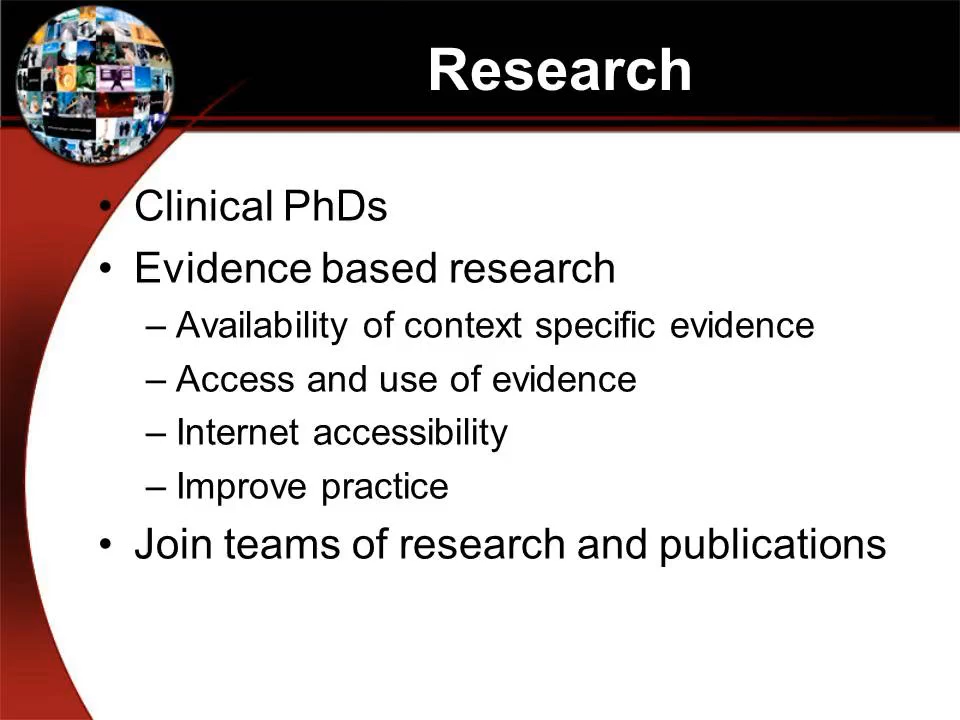 Research
• Clinical PhDs
• Evidence based research
– Availability of context specific evidence
– Access and use of evidence
– Internet accessibility
– Improve practice
• Join teams of research and publications